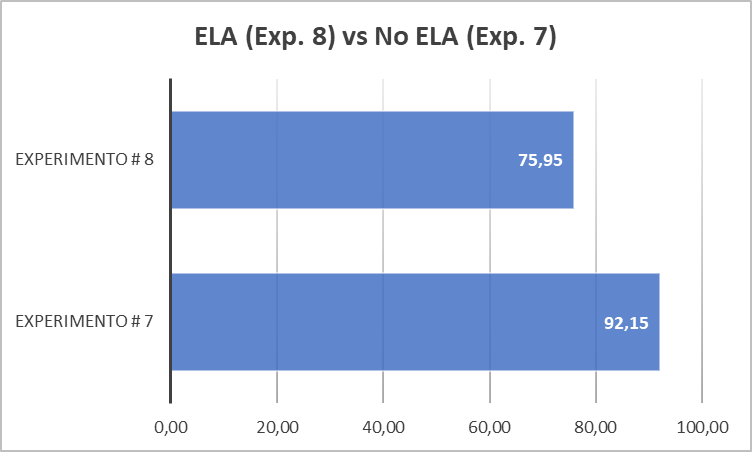 ELA (Exp. 8) vs No ELA (Exp. 7)
EXPERIMENTO # 8
75,95
EXPERIMENTO # 7
92,15
0,00 20,00 40,00 60,00 80,00 100,00